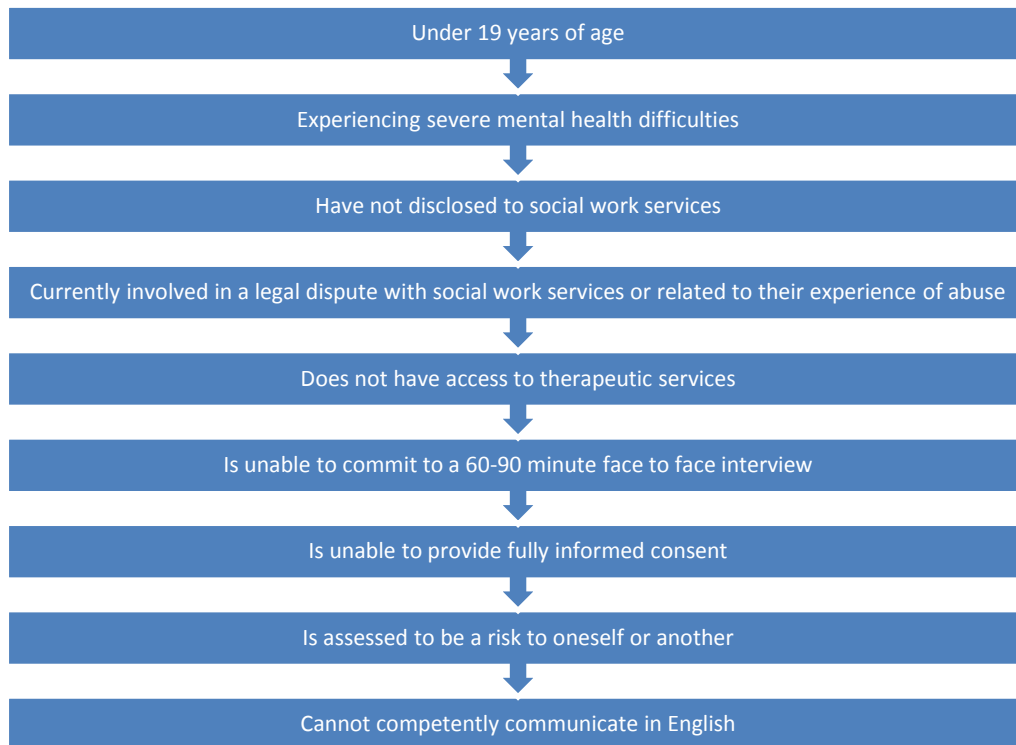 Under 19 years of age
Experiencing severe mental health difficulties
Have not disclosed to social work services
Currently involved in a legal dispute with social work services or related to their experience of abuse
Does not have access to therapeutic services
Is unable to commit to a 60-90 minute face to face interview
Is unable to provide fully informed consent
Is assessed to be a risk to oneself or another
Cannot competently communicate in English